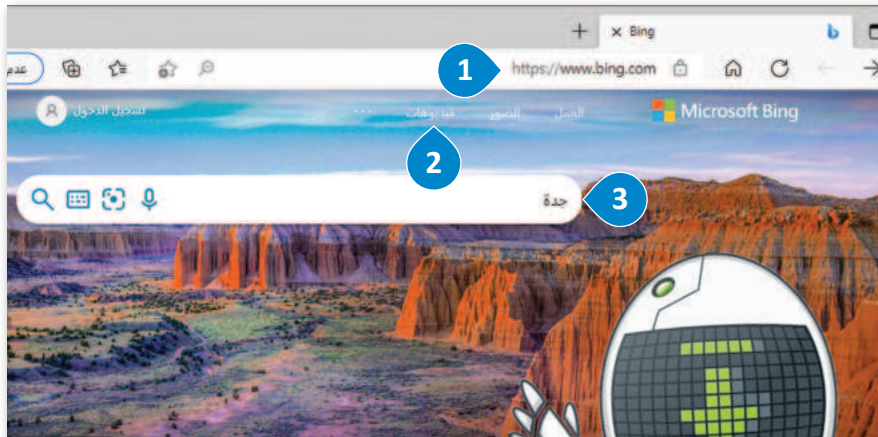 Bing
https://www.bing.com
عدم
1
Microsoft Bing
العمل الصور فيديوهات ...
تسجيل الدخول
2
جدة
3